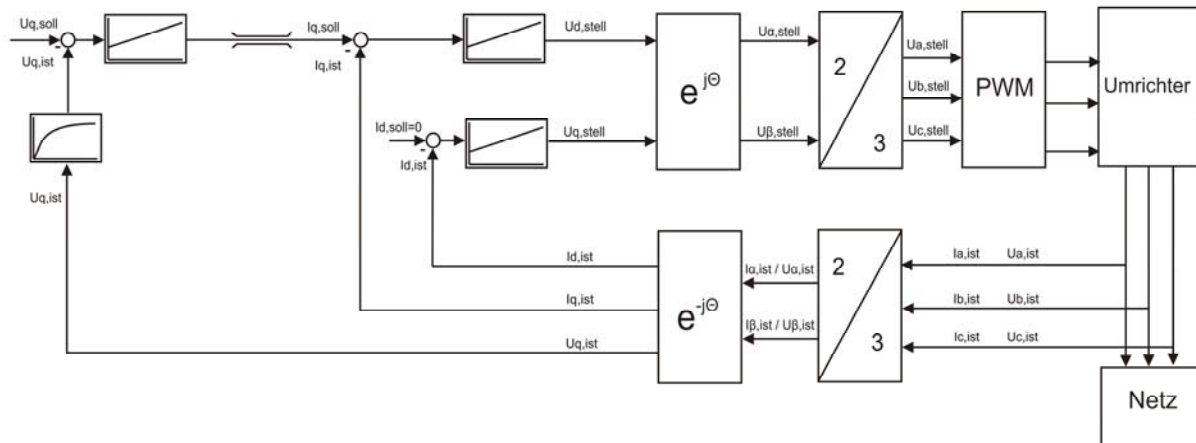 Uq,soll
Uq,ist
Iq,soll
Iq,ist
Ud,stell
Uα,stell
Ua,stell
Ub,stell
Uc,stell
e jΘ
2
3
PWM
Umrichter
Id,soll=0
Id,ist
Uq,stell
Uβ,stell
Uq,ist
Id,ist
Iq,ist
Uq,ist
e -jΘ
Iα,ist / Uα,ist
Iβ,ist / Uβ,ist
2
3
Ia,ist Ua,ist
Ib,ist Ub,ist
Ic,ist Uc,ist
Netz
-
-
-